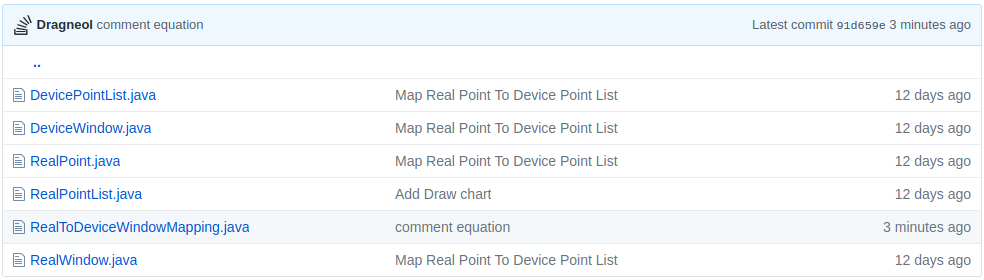 Dragneol comment equation Latest commit 91d659e 3 minutes ago
..
DevicePointList.java Map Real Point To Device Point List 12 days ago
DeviceWindow.java Map Real Point To Device Point List 12 days ago
RealPoint.java Map Real Point To Device Point List 12 days ago
RealPointList.java Add Draw chart 12 days ago
RealToDeviceWindowMapping.java comment equation 3 minutes ago
RealWindow.java Map Real Point To Device Point List 12 days ago